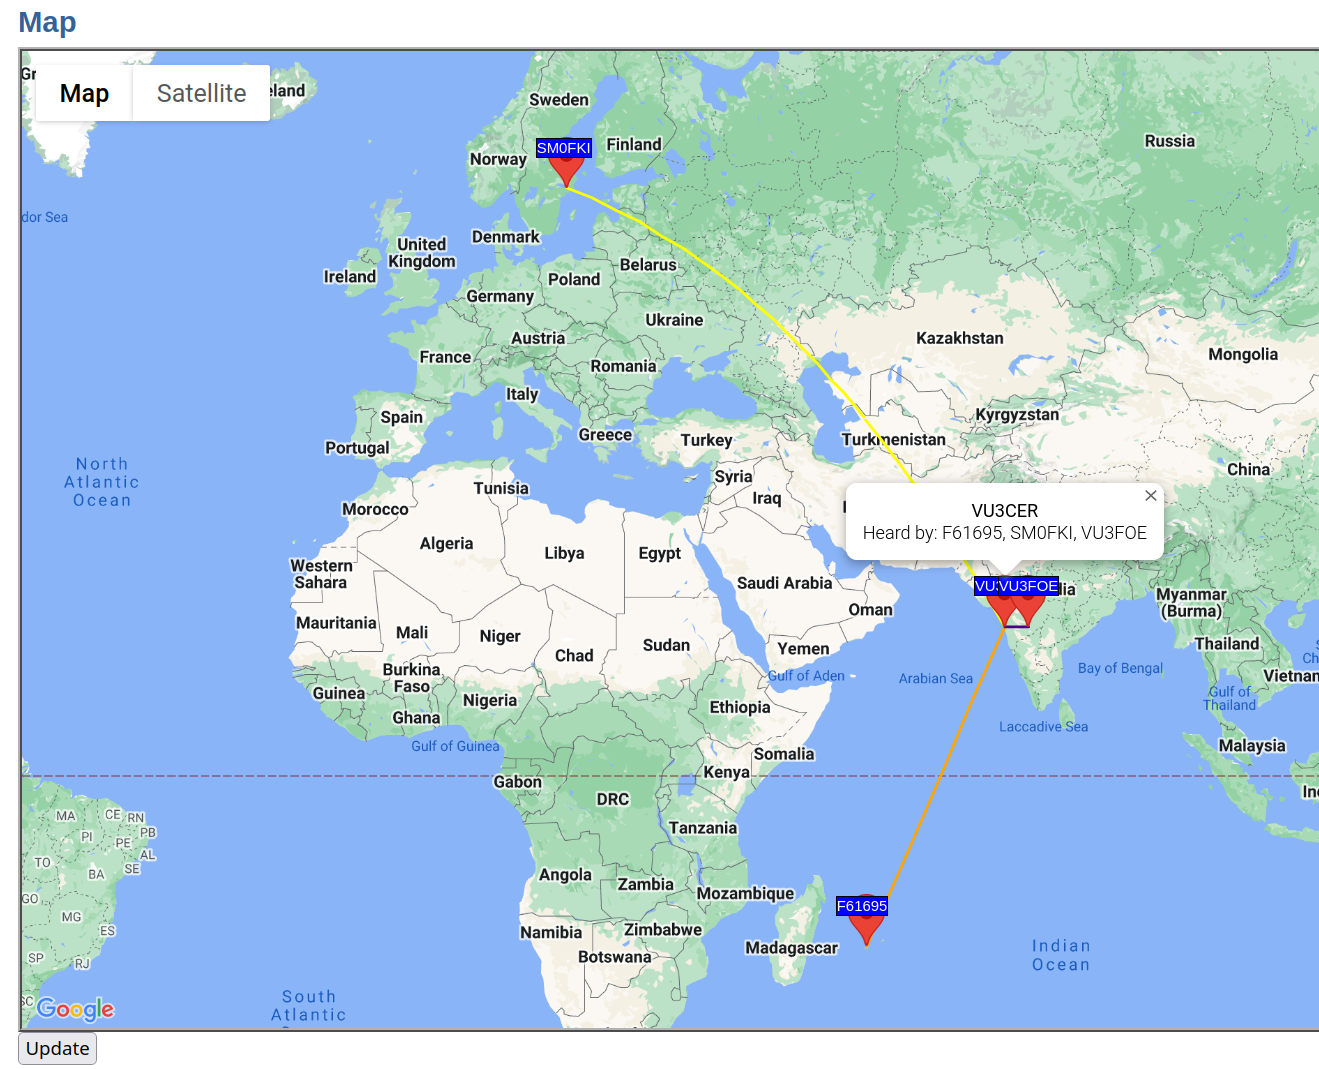 Map
Gr
Map
Satellite
eland
Sweden
SM0FKI
Finland
Norway
Russia
dor Sea
United
Kingdom
Denmark
Ireland
Belarus
Poland
Germany
Ukraine
Austria
Kazakhstan
France
Romania
Mongolia
Italy
Spain
Kyrgyzstan
Greece
Turkey
Turkmenistan
Portugal
North
Atlantic
Ocean
Syria
China
Tunisia
Iraq
Morocco
VU3CER
Heard by: F61695, SM0FKI, VU3FOE
Algeria
Libya
Egypt
Western
Sahara
Saudi Arabia
VU3
VU3FOE
dia
Myanmar
(Burma)
Oman
Mauritania
Mali
Niger
Sudan
Chad
Yemen
Thailand
Burkina
Faso
Gulf of Aden
Arabian Sea
Bay of Bengal
Vietnam
Guinea
Nigeria
Ethiopia
Gulf of
Thailand
Ghana
Laccadive Sea
Gulf of Guinea
Somalia
Malaysia
Kenya
Gabon
DRC
MA
CE
RN
PI
PE
PB
Tanzania
TO
AL
BA
SE
Angola
Zambia
Mozambique
GO
F61695
MG
ES
Namibia
Zimbabwe
Madagascar
Botswana
SP
RJ
Indian
Ocean
SC
Google
South
Atlantic
Update